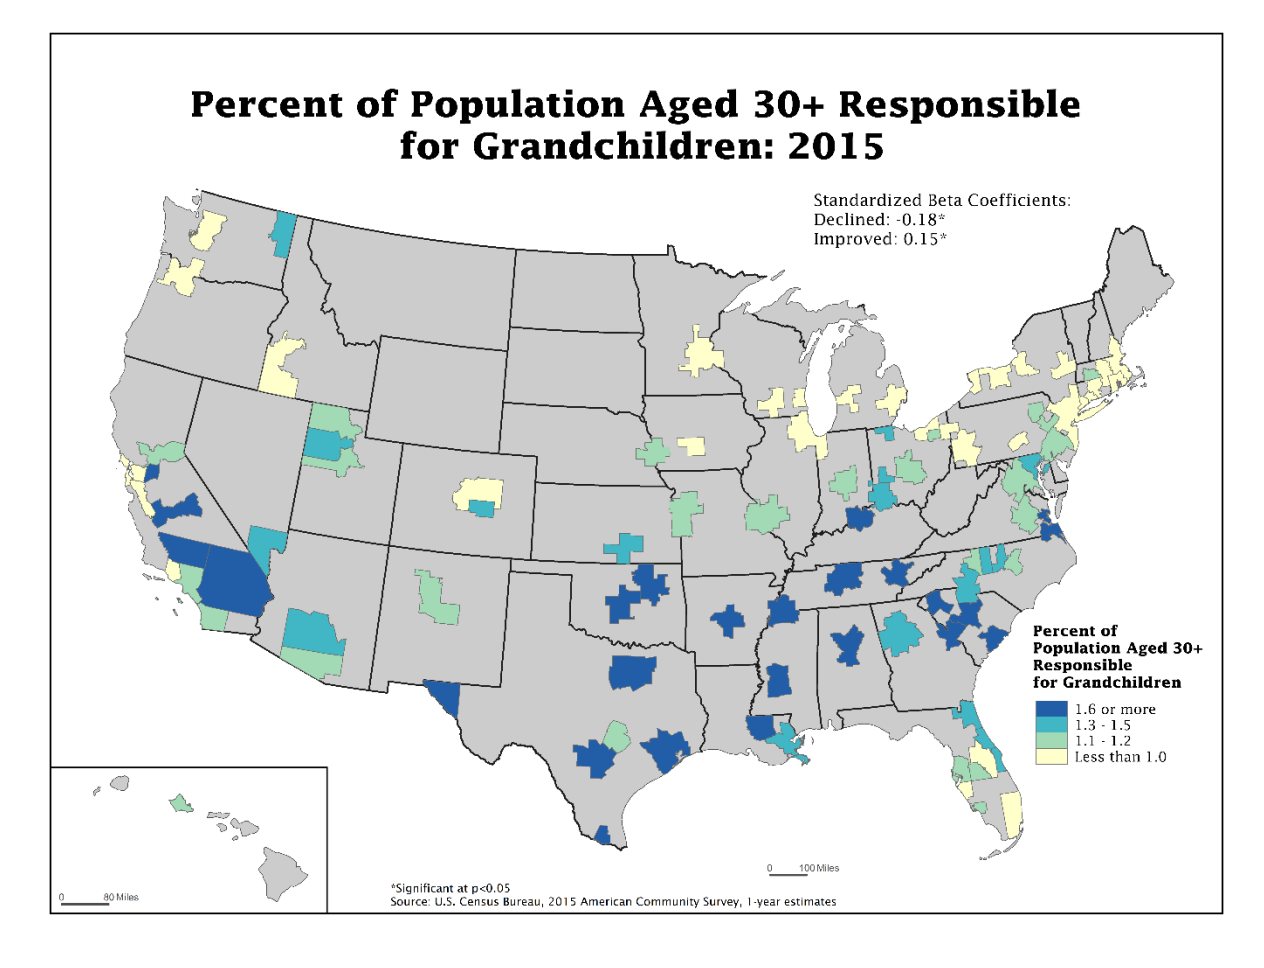 Percent of Population Aged 30+ Responsible
for Grandchildren: 2015
Standardized Beta Coefficients:
Declined: -0.18*
Improved: 0.15*
Percent of
Population Aged 30+
Responsible
for Grandchildren
1.6 or more
1.3 - 1.5
1.1 - 1.2
Less than 1.0
0 100 Miles
0 80 Miles
*Significant at p<0.05
Source: U.S. Census Bureau, 2015 American Community Survey, 1-year estimates